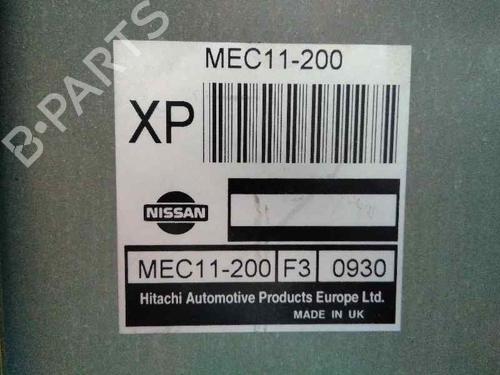 MEC11-200
XP
NISSAN
MEC11-200 F3 0930
Hitachi Automotive Products Europe Ltd.
MADE IN UK
B-PARTS